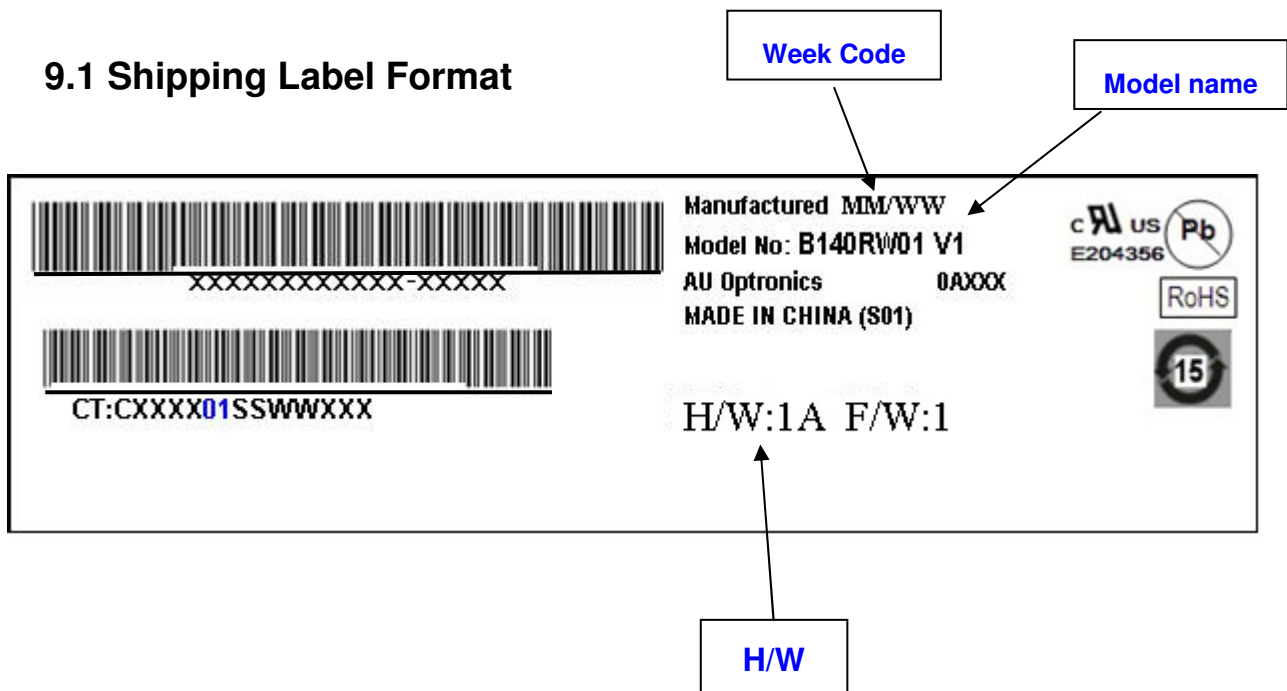 9.1 Shipping Label Format
Week Code
Model name
XXXXXXXXXXXX-XXXXX
CT:CXXXX01SSWWXXX
Manufactured MM/WW
Model No: B140RW01 V1
AU Optronics 0AXXX
MADE IN CHINA (S01)
H/W:1A F/W:1
c RU US
E204356
Pb
RoHS
15
H/W